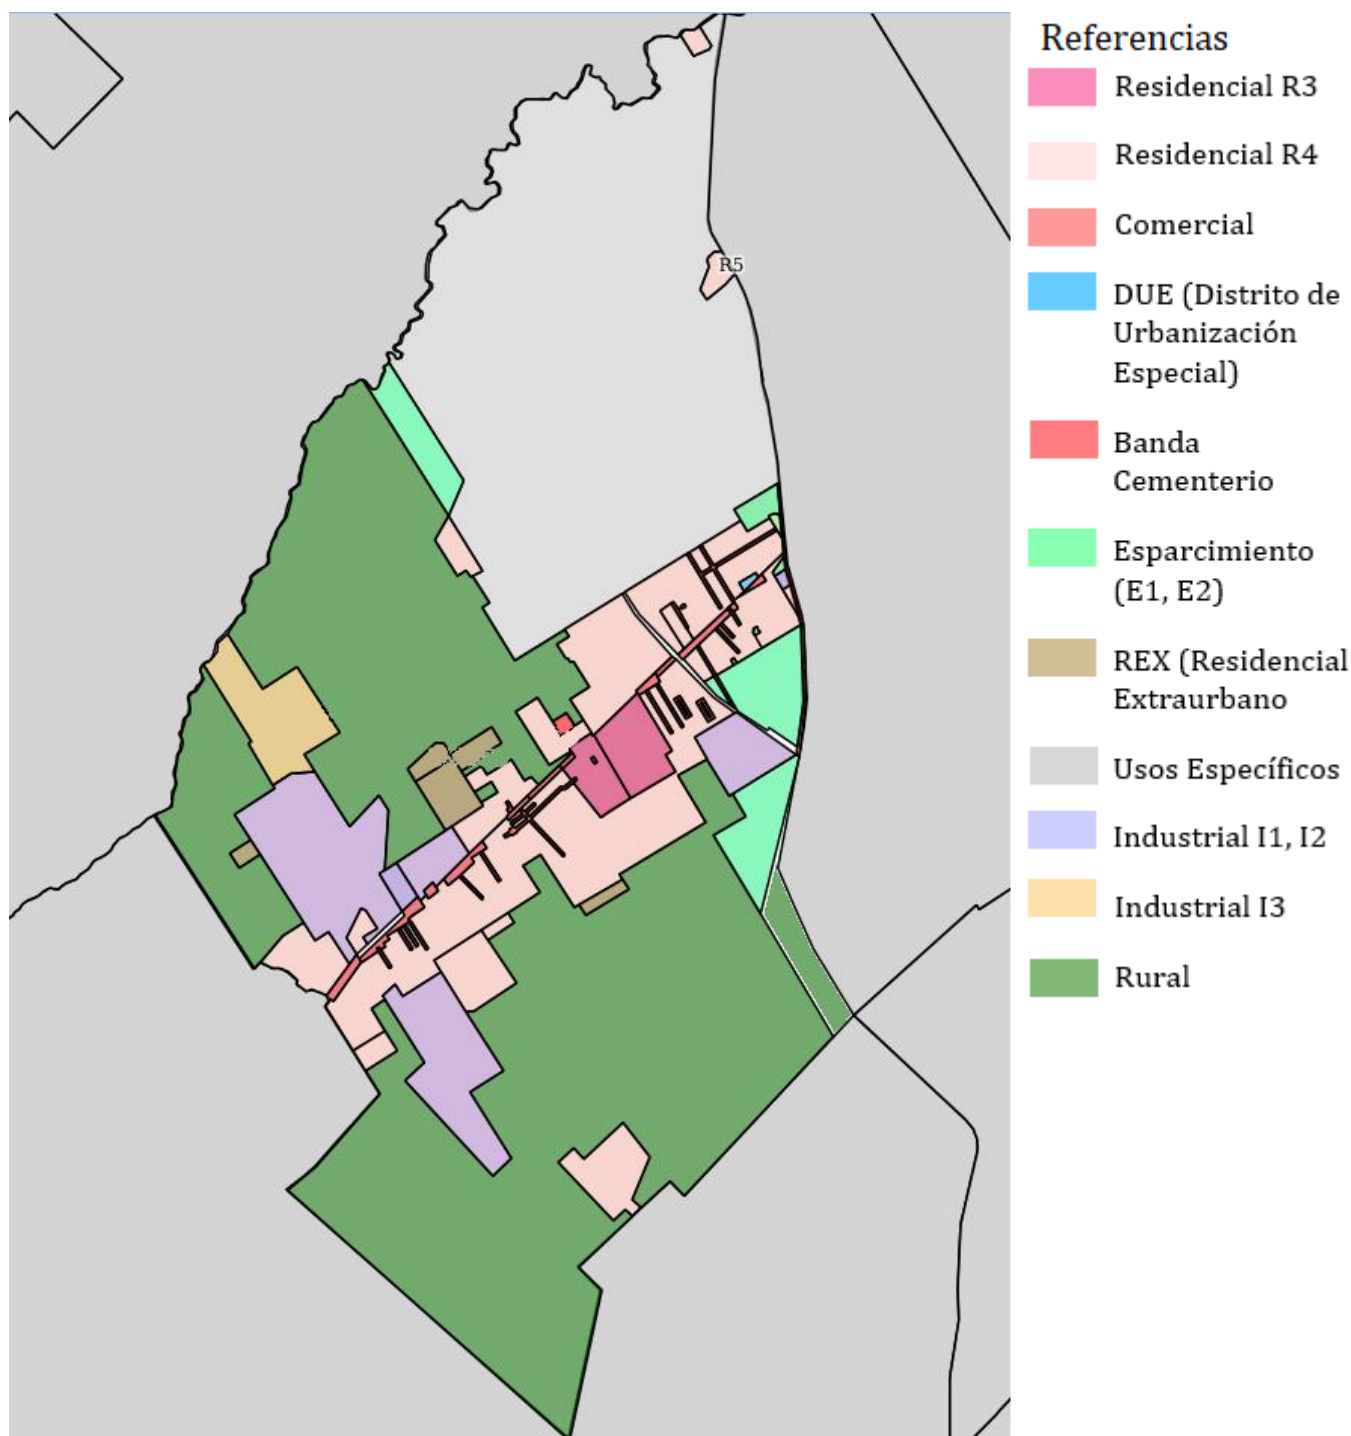 Referencias
Residencial R3
Residencial R4
Comercial
DUE (Distrito de
Urbanización
Especial)
Banda
Cementerio
Esparcimiento
(E1, E2)
REX (Residencial
Extraurbano
Usos Específicos
Industrial I1, I2
Industrial I3
Rural
R5